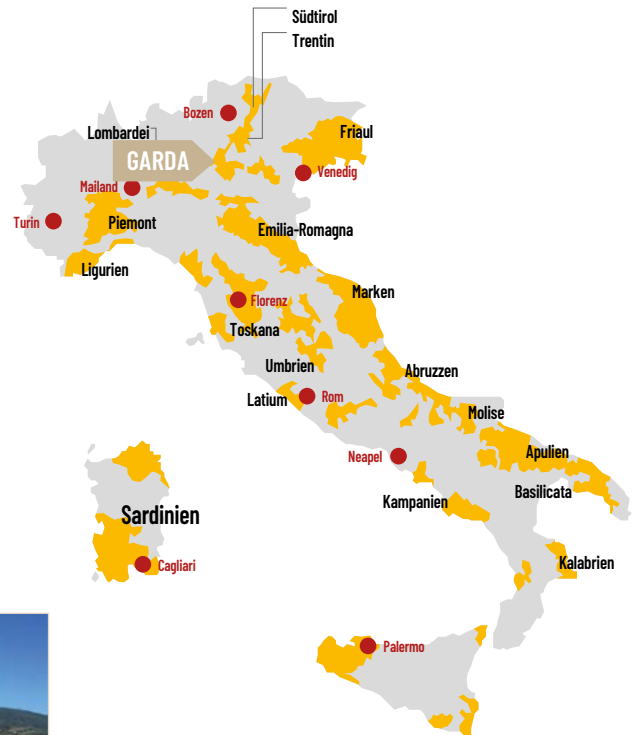 Südtirol
Trentin
Bozen
Lombardei
Friaul
GARDA
Venedig
Mailand
Turin
Piemont
Emilia-Romagna
Ligurien
Marken
Florenz
Toskana
Umbrien
Abruzzen
Latium
Rom
Molise
Apulien
Neapel
Basilicata
Kampanien
Sardinien
Kalabrien
Cagliari
Palermo